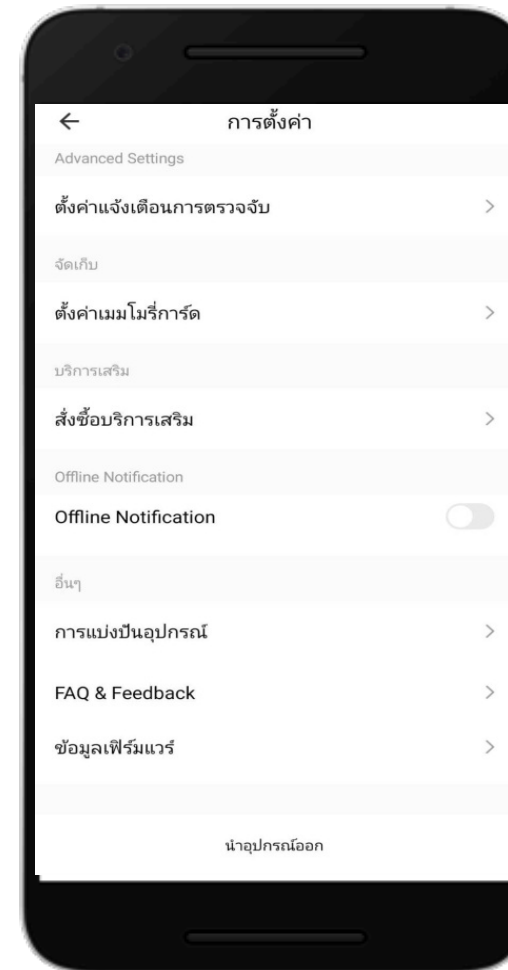 การตั้งค่า
Advanced Settings
ตั้งค่าแจ้งเตือนการตรวจจับ
จัดเก็บ
ตั้งค่าเมมโมรี่การ์ด
บริการเสริม
สั่งซื้อบริการเสริม
Offline Notification
Offline Notification
อื่นๆ
การแบ่งปันอุปกรณ์
FAQ & Feedback
ข้อมูลเฟิร์มแวร์
นำอุปกรณ์ออก